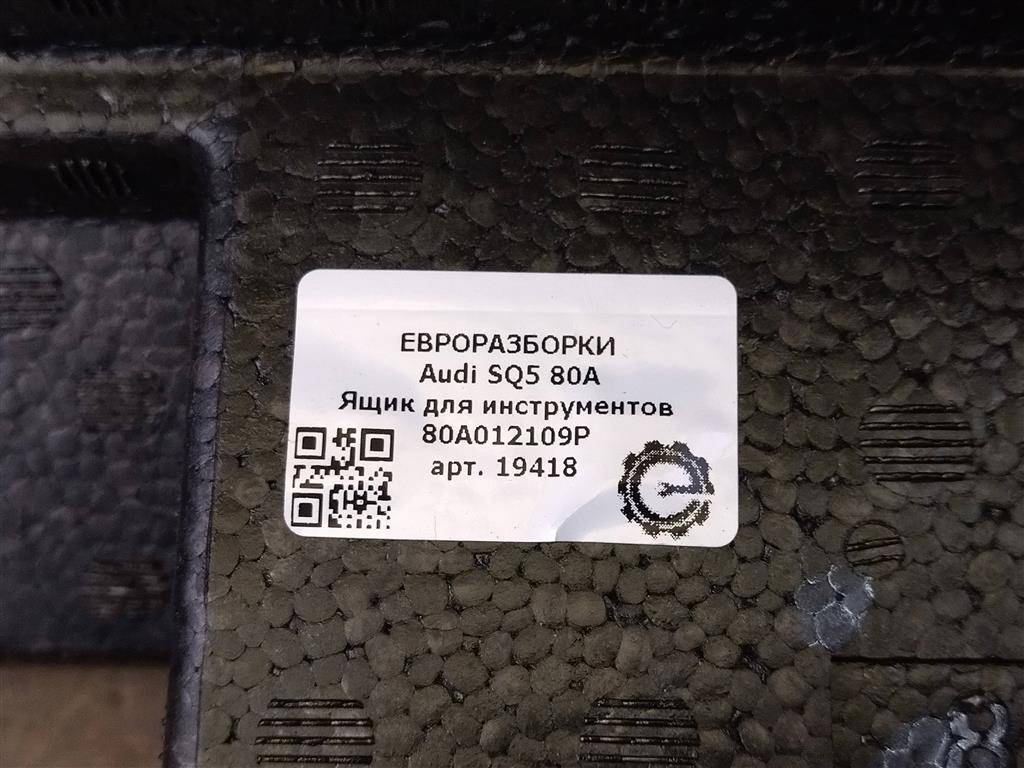 ЕВРОРАЗБОРКИ
Audi SQ5 80A
Ящик для инструментов
80A012109P
арт. 19418